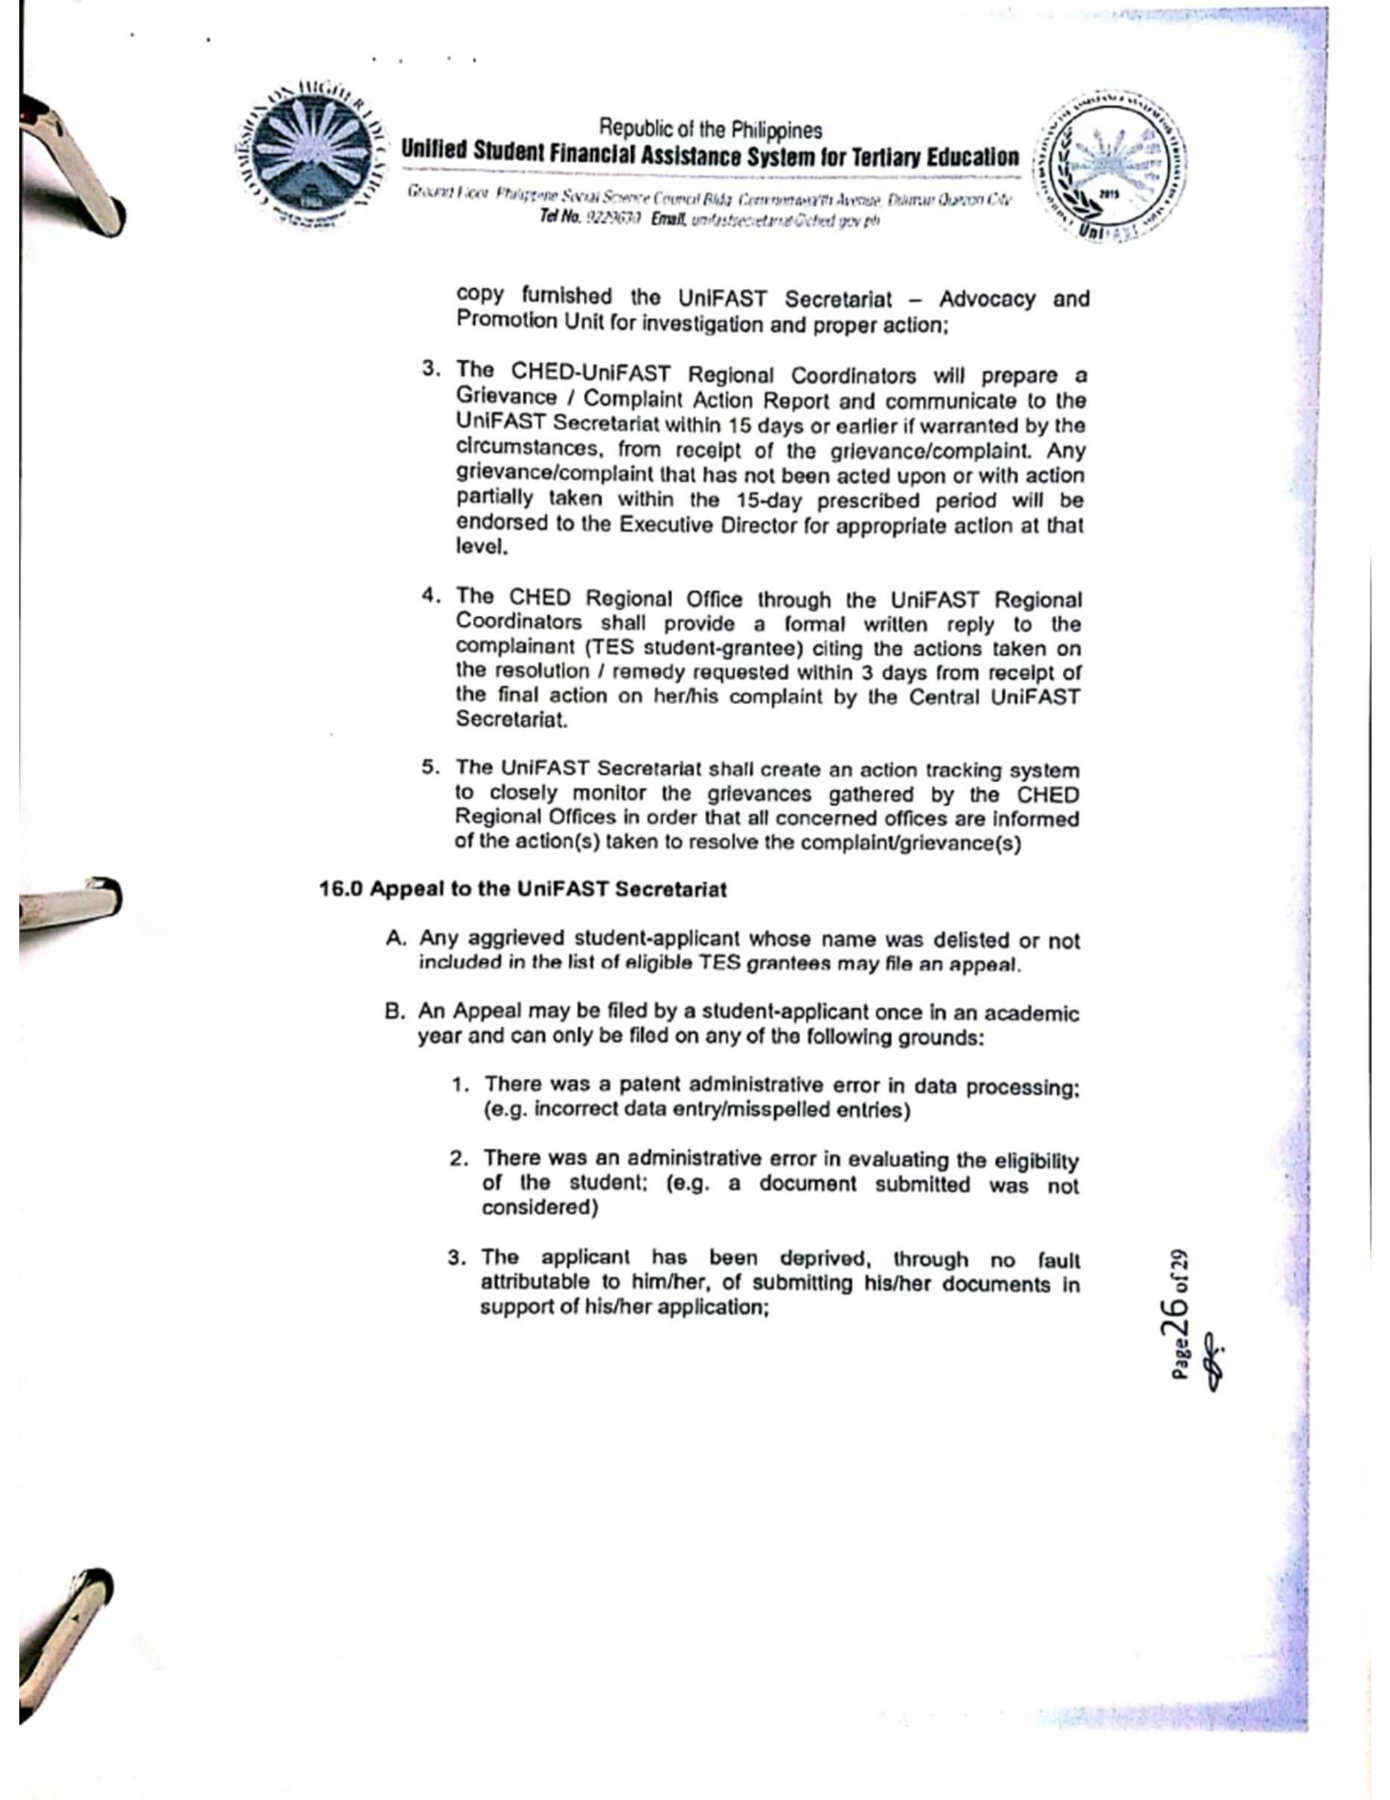 COMMISSION ON HIGHER EDUCATION
Republic of the Philippines
Unified Student Financial Assistance System for Tertiary Education
Ground Floor Philippine Social Science Council Bldg Commonwealth Avenue, Diliman Quezon City
Tel No. 9229630 Email, unifastsecretariat@ched.gov.ph
2015
UniFAST
copy furnished the UniFAST Secretariat – Advocacy and
Promotion Unit for investigation and proper action;
3. The CHED-UniFAST Regional Coordinators will prepare a
Grievance / Complaint Action Report and communicate to the
UniFAST Secretariat within 15 days or earlier if warranted by the
circumstances, from receipt of the grievance/complaint. Any
grievance/complaint that has not been acted upon or with action
partially taken within the 15-day prescribed period will be
endorsed to the Executive Director for appropriate action at that
level.
4. The CHED Regional Office through the UniFAST Regional
Coordinators shall provide a formal written reply to the
complainant (TES student-grantee) citing the actions taken on
the resolution / remedy requested within 3 days from receipt of
the final action on her/his complaint by the Central UniFAST
Secretariat.
5. The UniFAST Secretariat shall create an action tracking system
to closely monitor the grievances gathered by the CHED
Regional Offices in order that all concerned offices are informed
of the action(s) taken to resolve the complaint/grievance(s)
16.0 Appeal to the UniFAST Secretariat
A. Any aggrieved student-applicant whose name was delisted or not
included in the list of eligible TES grantees may file an appeal.
B. An Appeal may be filed by a student-applicant once in an academic
year and can only be filed on any of the following grounds:
1. There was a patent administrative error in data processing;
(e.g. incorrect data entry/misspelled entries)
2. There was an administrative error in evaluating the eligibility
of the student; (e.g. a document submitted was not
considered)
3. The applicant has been deprived, through no fault
attributable to him/her, of submitting his/her documents in
support of his/her application;
Page 26 of 29